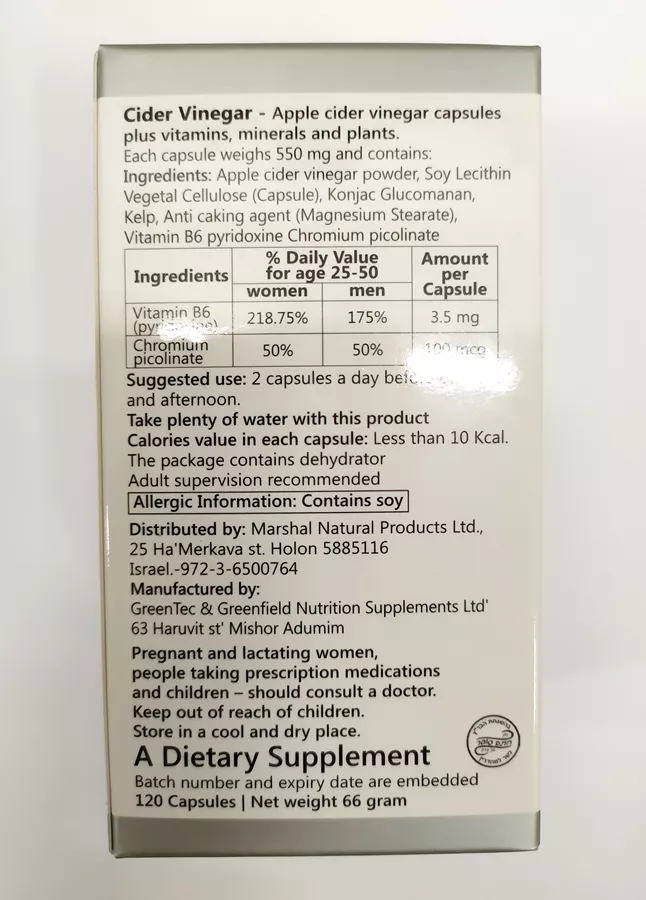 Cider Vinegar - Apple cider vinegar capsules
plus vitamins, minerals and plants.
Each capsule weighs 550 mg and contains:
Ingredients: Apple cider vinegar powder, Soy Lecithin
Vegetal Cellulose (Capsule), Konjac Glucomanan,
Kelp, Anti caking agent (Magnesium Stearate),
Vitamin B6 pyridoxine Chromium picolinate
Ingredients % Daily Value for age 25-50 Amount per Capsule
women men
Vitamin B6 (pyridoxine) 218.75% 175% 3.5 mg
Chromium picolinate 50% 50% 100 mcg
Suggested use: 2 capsules a day
and afternoon.
Take plenty of water with this product
Calories value in each capsule: Less than 10 Kcal.
The package contains dehydrator
Adult supervision recommended
Allergic Information: Contains soy
Distributed by: Marshal Natural Products Ltd.,
25 Ha'Merkava st. Holon 5885116
Israel.-972-3-6500764
Manufactured by:
GreenTec & Greenfield Nutrition Supplements Ltd'
63 Haruvit st' Mishor Adumim
Pregnant and lactating women,
people taking prescription medications
and children – should consult a doctor.
Keep out of reach of children.
Store in a cool and dry place.
A Dietary Supplement
Batch number and expiry date are embedded
120 Capsules | Net weight 66 gram